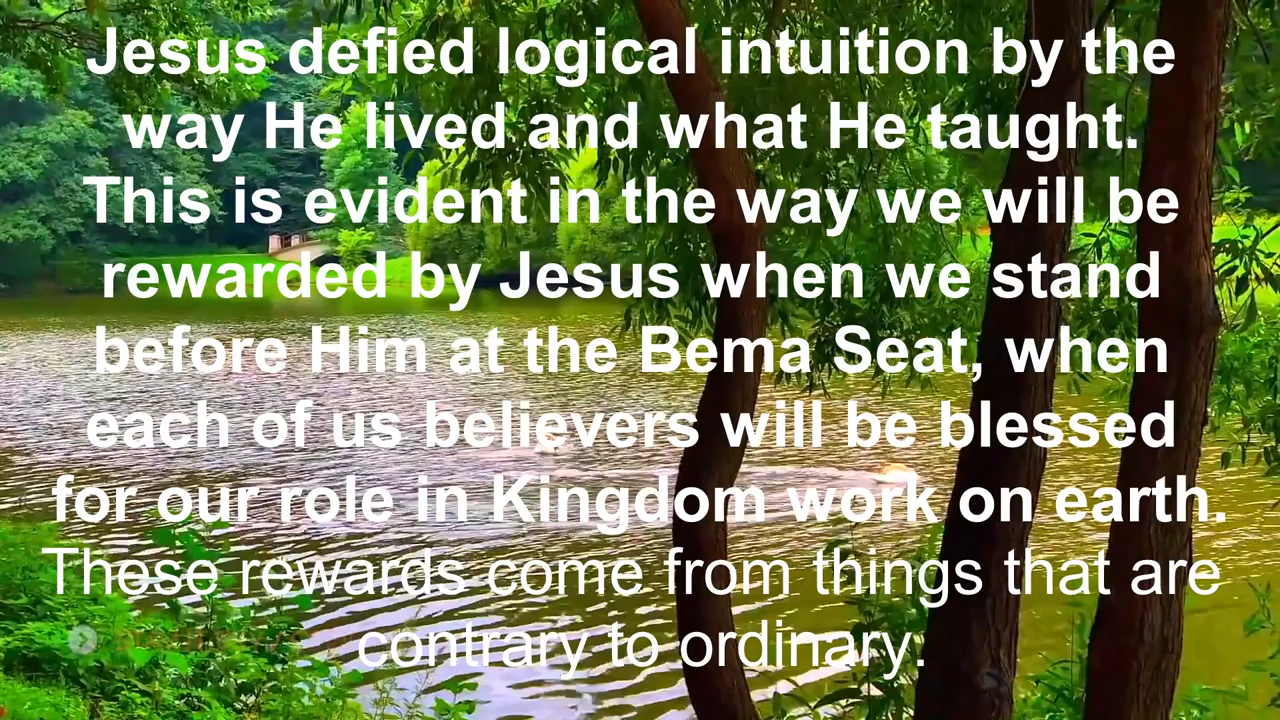 Jesus defied logical intuition by the
way He lived and what He taught.
This is evident in the way we will be
rewarded by Jesus when we stand
before Him at the Bema Seat, when
each of us believers will be blessed
for our role in Kingdom work on earth.
These rewards come from things that are
contrary to ordinary.